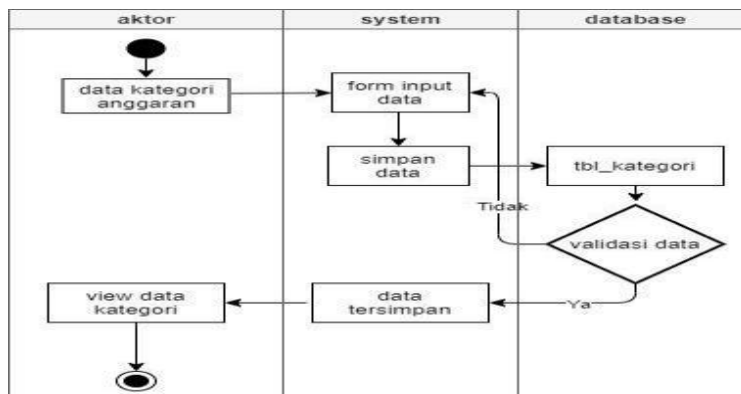 aktor
system
database
data kategori
anggaran
form input
data
simpan
data
tbl_kategori
Tidak
validasi data
view data
kategori
data
tersimpan
Ya